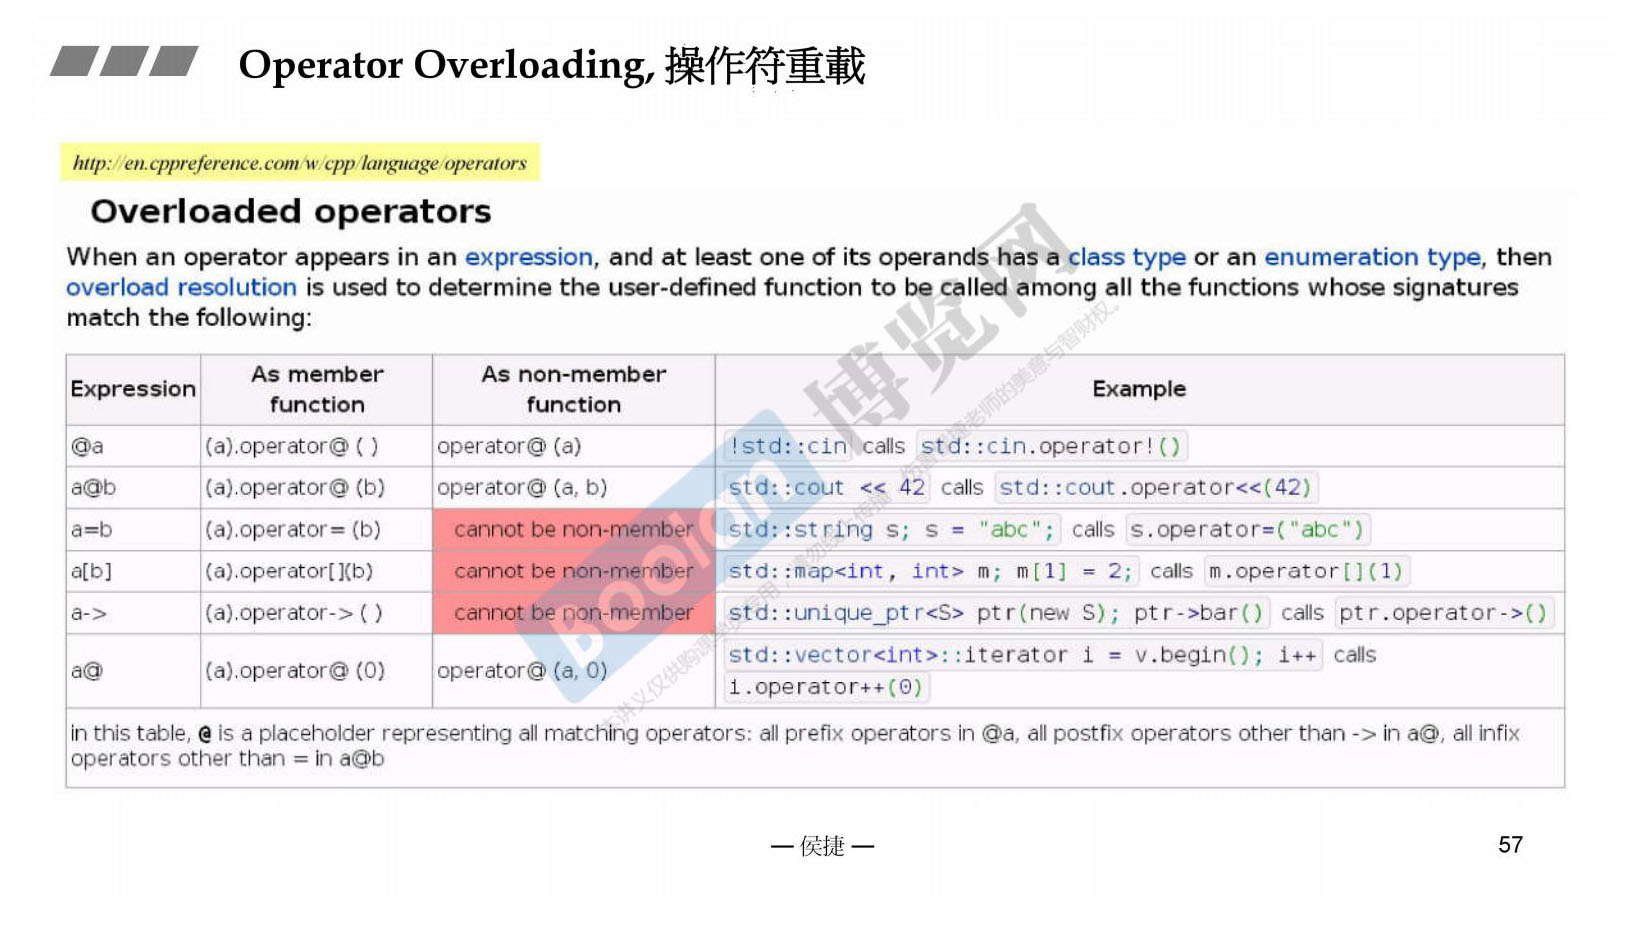 Operator Overloading, 操作符重載
http://en.cppreference.com/w/cpp/language/operators
Overloaded operators
When an operator appears in an expression, and at least one of its operands has a class type or an enumeration type, then
overload resolution is used to determine the user-defined function to be called among all the functions whose signatures
match the following:
Expression As member function As non-member function Example
@a (a).operator@ ( ) operator@ (a) !std::cin calls std::cin.operator!()
a@b (a).operator@ (b) operator@ (a, b) std::cout << 42 calls std::cout.operator<<(42)
a=b (a).operator= (b) cannot be non-member std::string s; s = "abc"; calls s.operator=("abc")
a[b] (a).operator[](b) cannot be non-member std::map<int, int> m; m[1] = 2; calls m.operator[](1)
a-> (a).operator-> ( ) cannot be non-member std::unique_ptr<S> ptr(new S); ptr->bar() calls ptr.operator->()
a@ (a).operator@ (0) operator@ (a, 0) std::vector<int>::iterator i = v.begin(); i++ calls
i.operator++(0)
in this table, @ is a placeholder representing all matching operators: all prefix operators in @a, all postfix operators other than -> in a@, all infix
operators other than = in a@b
boolan 博览网
— 侯捷 —
57